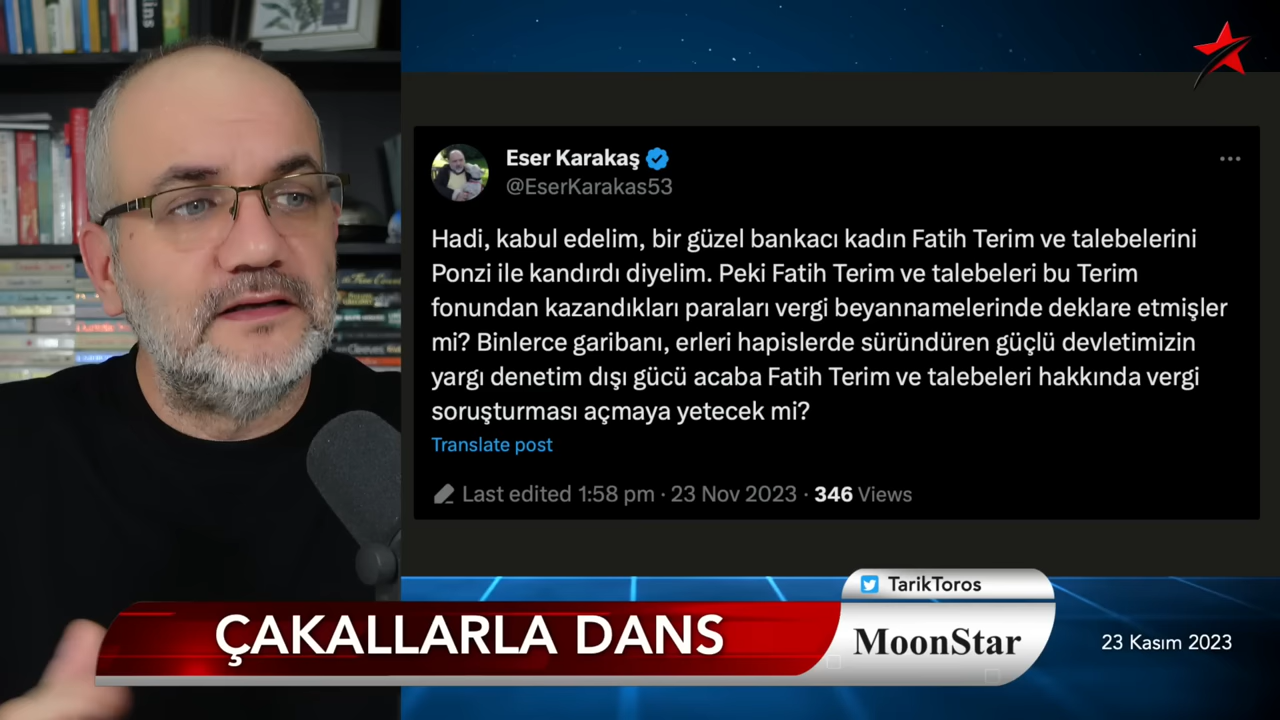 kins
Eser Karakaş
@EserKarakas53
Hadi, kabul edelim, bir güzel bankacı kadın Fatih Terim ve talebelerini
Ponzi ile kandırdı diyelim. Peki Fatih Terim ve talebeleri bu Terim
fonundan kazandıkları paraları vergi beyannamelerinde deklare etmişler
mi? Binlerce garibanı, erleri hapislerde süründüren güçlü devletimizin
yargı denetim dışı gücü acaba Fatih Terim ve talebeleri hakkında vergi
soruşturması açmaya yetecek mi?
Translate post
Last edited 1:58 pm · 23 Nov 2023 · 346 Views
TarikToros
ÇAKALLARLA DANS
MoonStar
23 Kasım 2023